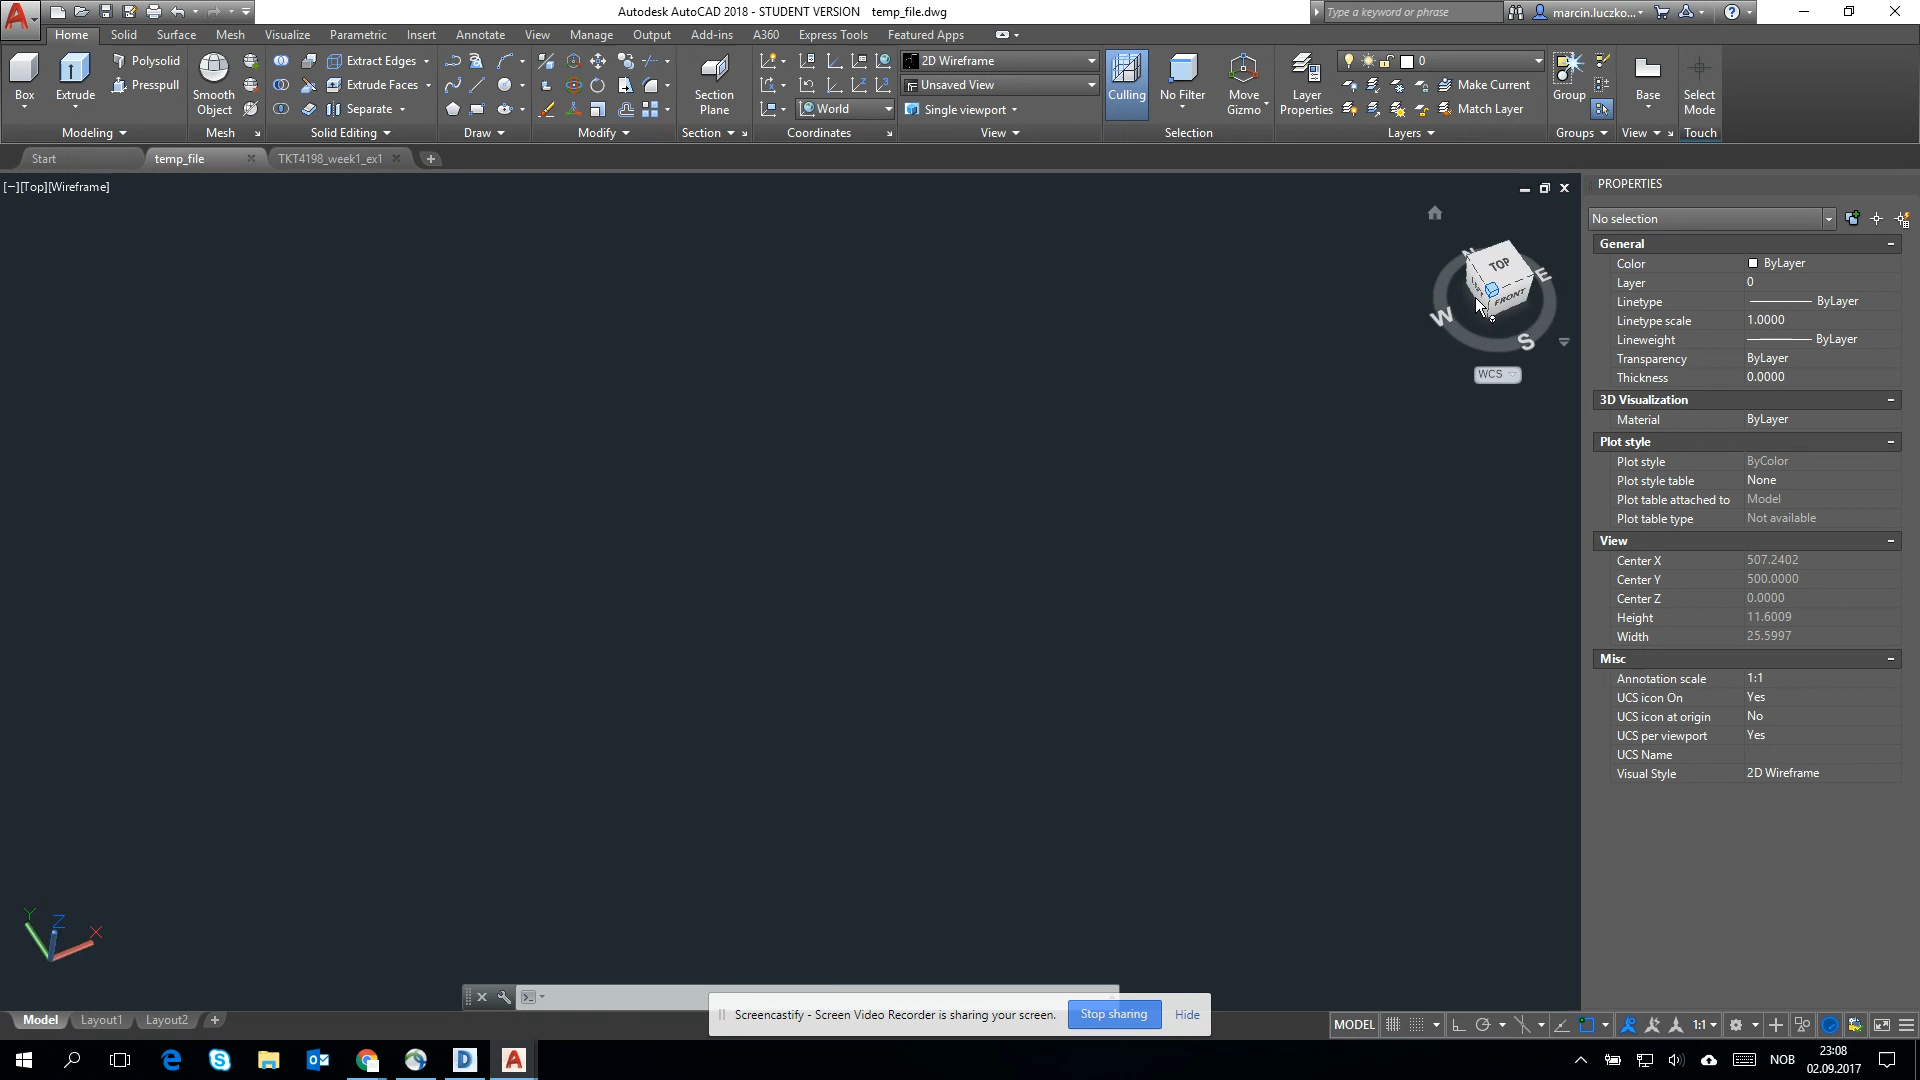 Autodesk AutoCAD 2018 - STUDENT VERSION temp_file.dwg
Type a keyword or phrase
marcin.luczko...
Home Solid Surface Mesh Visualize Parametric Insert Annotate View Manage Output Add-ins A360 Express Tools Featured Apps
Box
Extrude
Polysolid
Presspull
Modeling
Smooth Object
Mesh
Extract Edges
Extrude Faces
Separate
Solid Editing
Draw
Modify
Section Plane
Section
World
Coordinates
2D Wireframe
Unsaved View
Single viewport
View
Culling
No Filter
Move Gizmo
Selection
Layer Properties
0
Make Current
Match Layer
Layers
Group
Groups
Base
View
Select Mode
Touch
Start temp_file TKT4198_week1_ex1
[−][Top][Wireframe]
N
TOP
E
FRONT
W
S
WCS
PROPERTIES
No selection
General
Color ByLayer
Layer 0
Linetype ByLayer
Linetype scale 1.0000
Lineweight ByLayer
Transparency ByLayer
Thickness 0.0000
3D Visualization
Material ByLayer
Plot style
Plot style ByColor
Plot style table None
Plot table attached to Model
Plot table type Not available
View
Center X 507.2402
Center Y 500.0000
Center Z 0.0000
Height 11.6009
Width 25.5997
Misc
Annotation scale 1:1
UCS icon On Yes
UCS icon at origin No
UCS per viewport Yes
UCS Name
Visual Style 2D Wireframe
Y Z X
Screencastify - Screen Video Recorder is sharing your screen. Stop sharing Hide
Model Layout1 Layout2
MODEL 1:1
NOB
23:08
02.09.2017